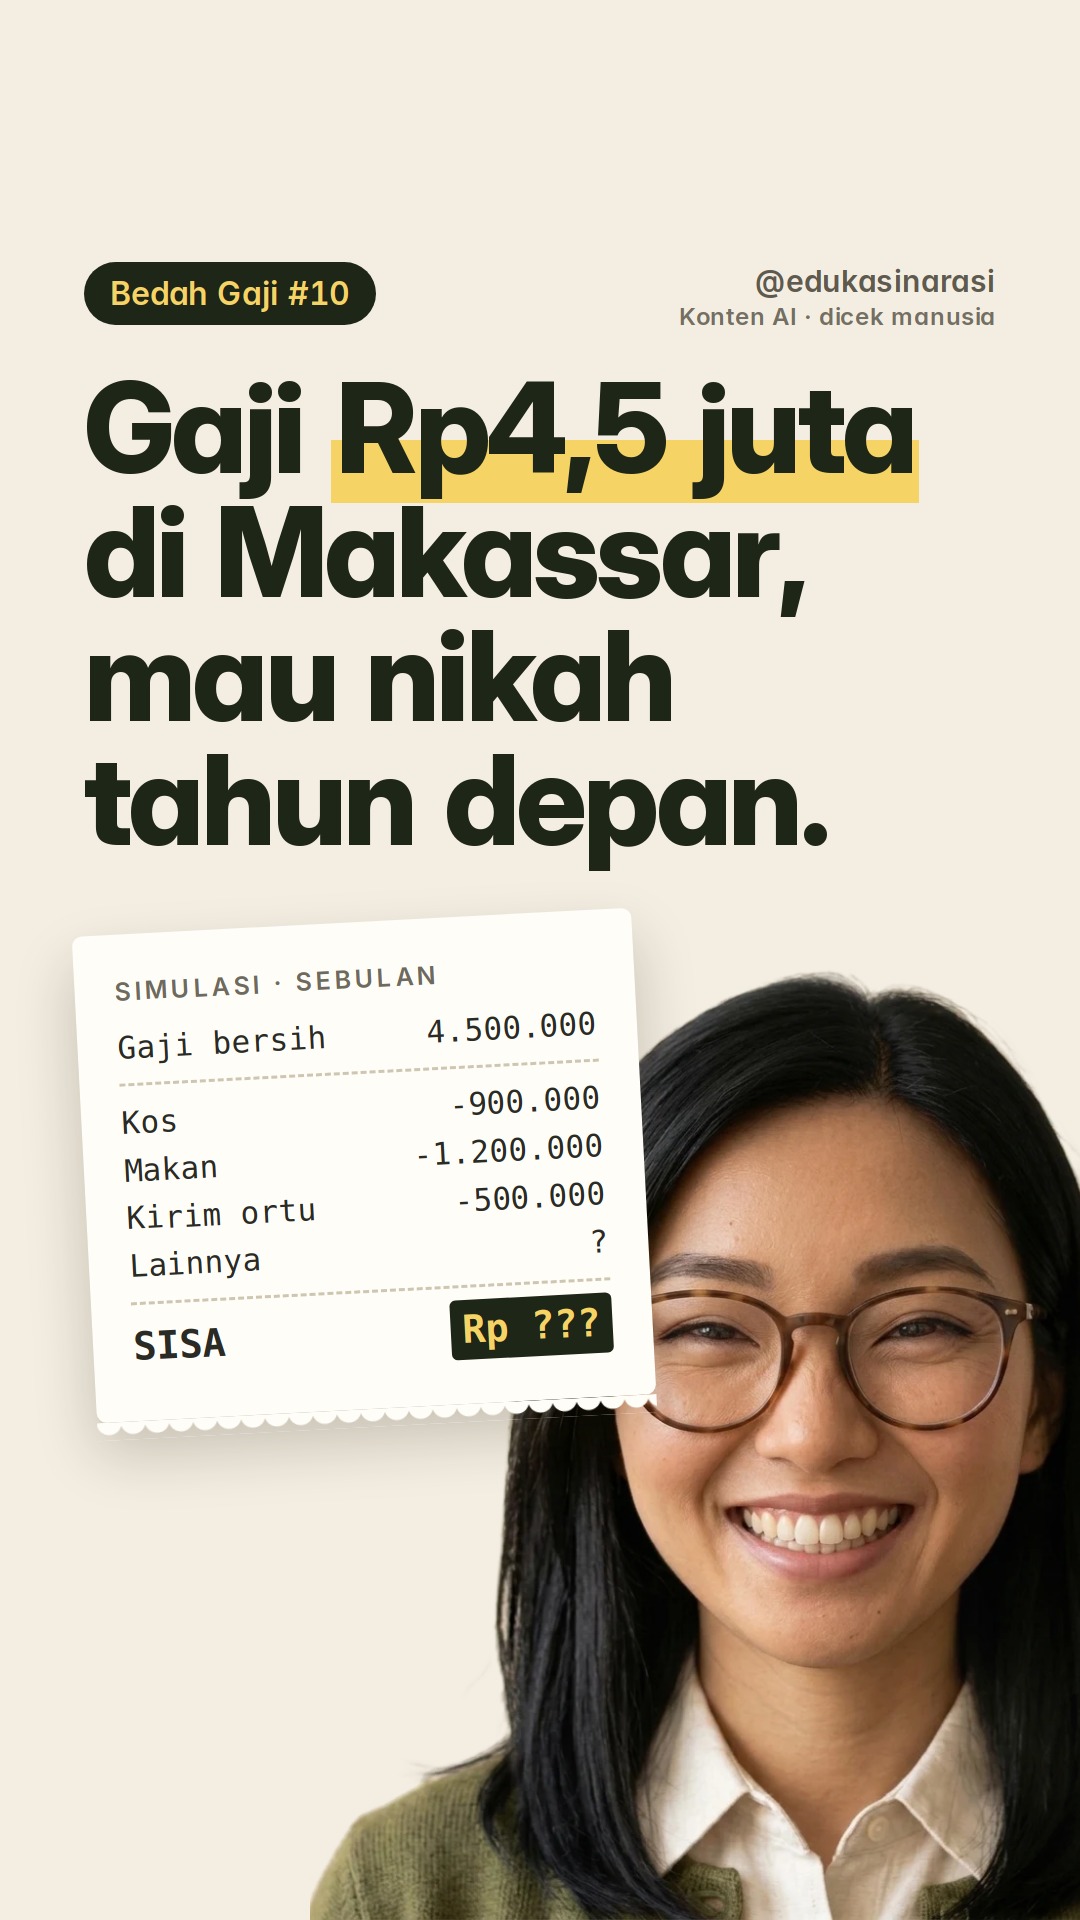 Bedah Gaji #10
@edukasinarasi
Konten AI · dicek manusia
Gaji Rp4,5 juta
di Makassar,
mau nikah
tahun depan.
SIMULASI · SEBULAN
Gaji bersih 4.500.000
Kos -900.000
Makan -1.200.000
Kirim ortu -500.000
Lainnya ?
SISA Rp ???